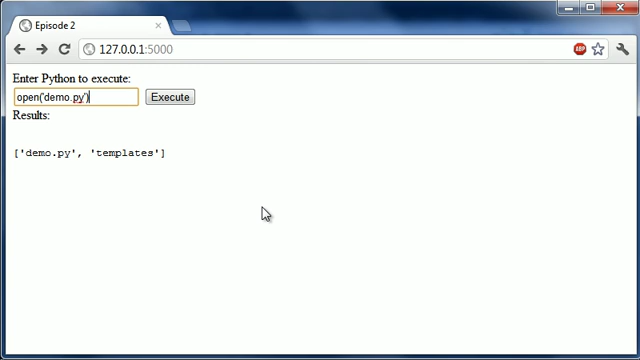 Episode 2
127.0.0.1:5000
ABP
Enter Python to execute:
open('demo.py')
Execute
Results:
['demo.py', 'templates']